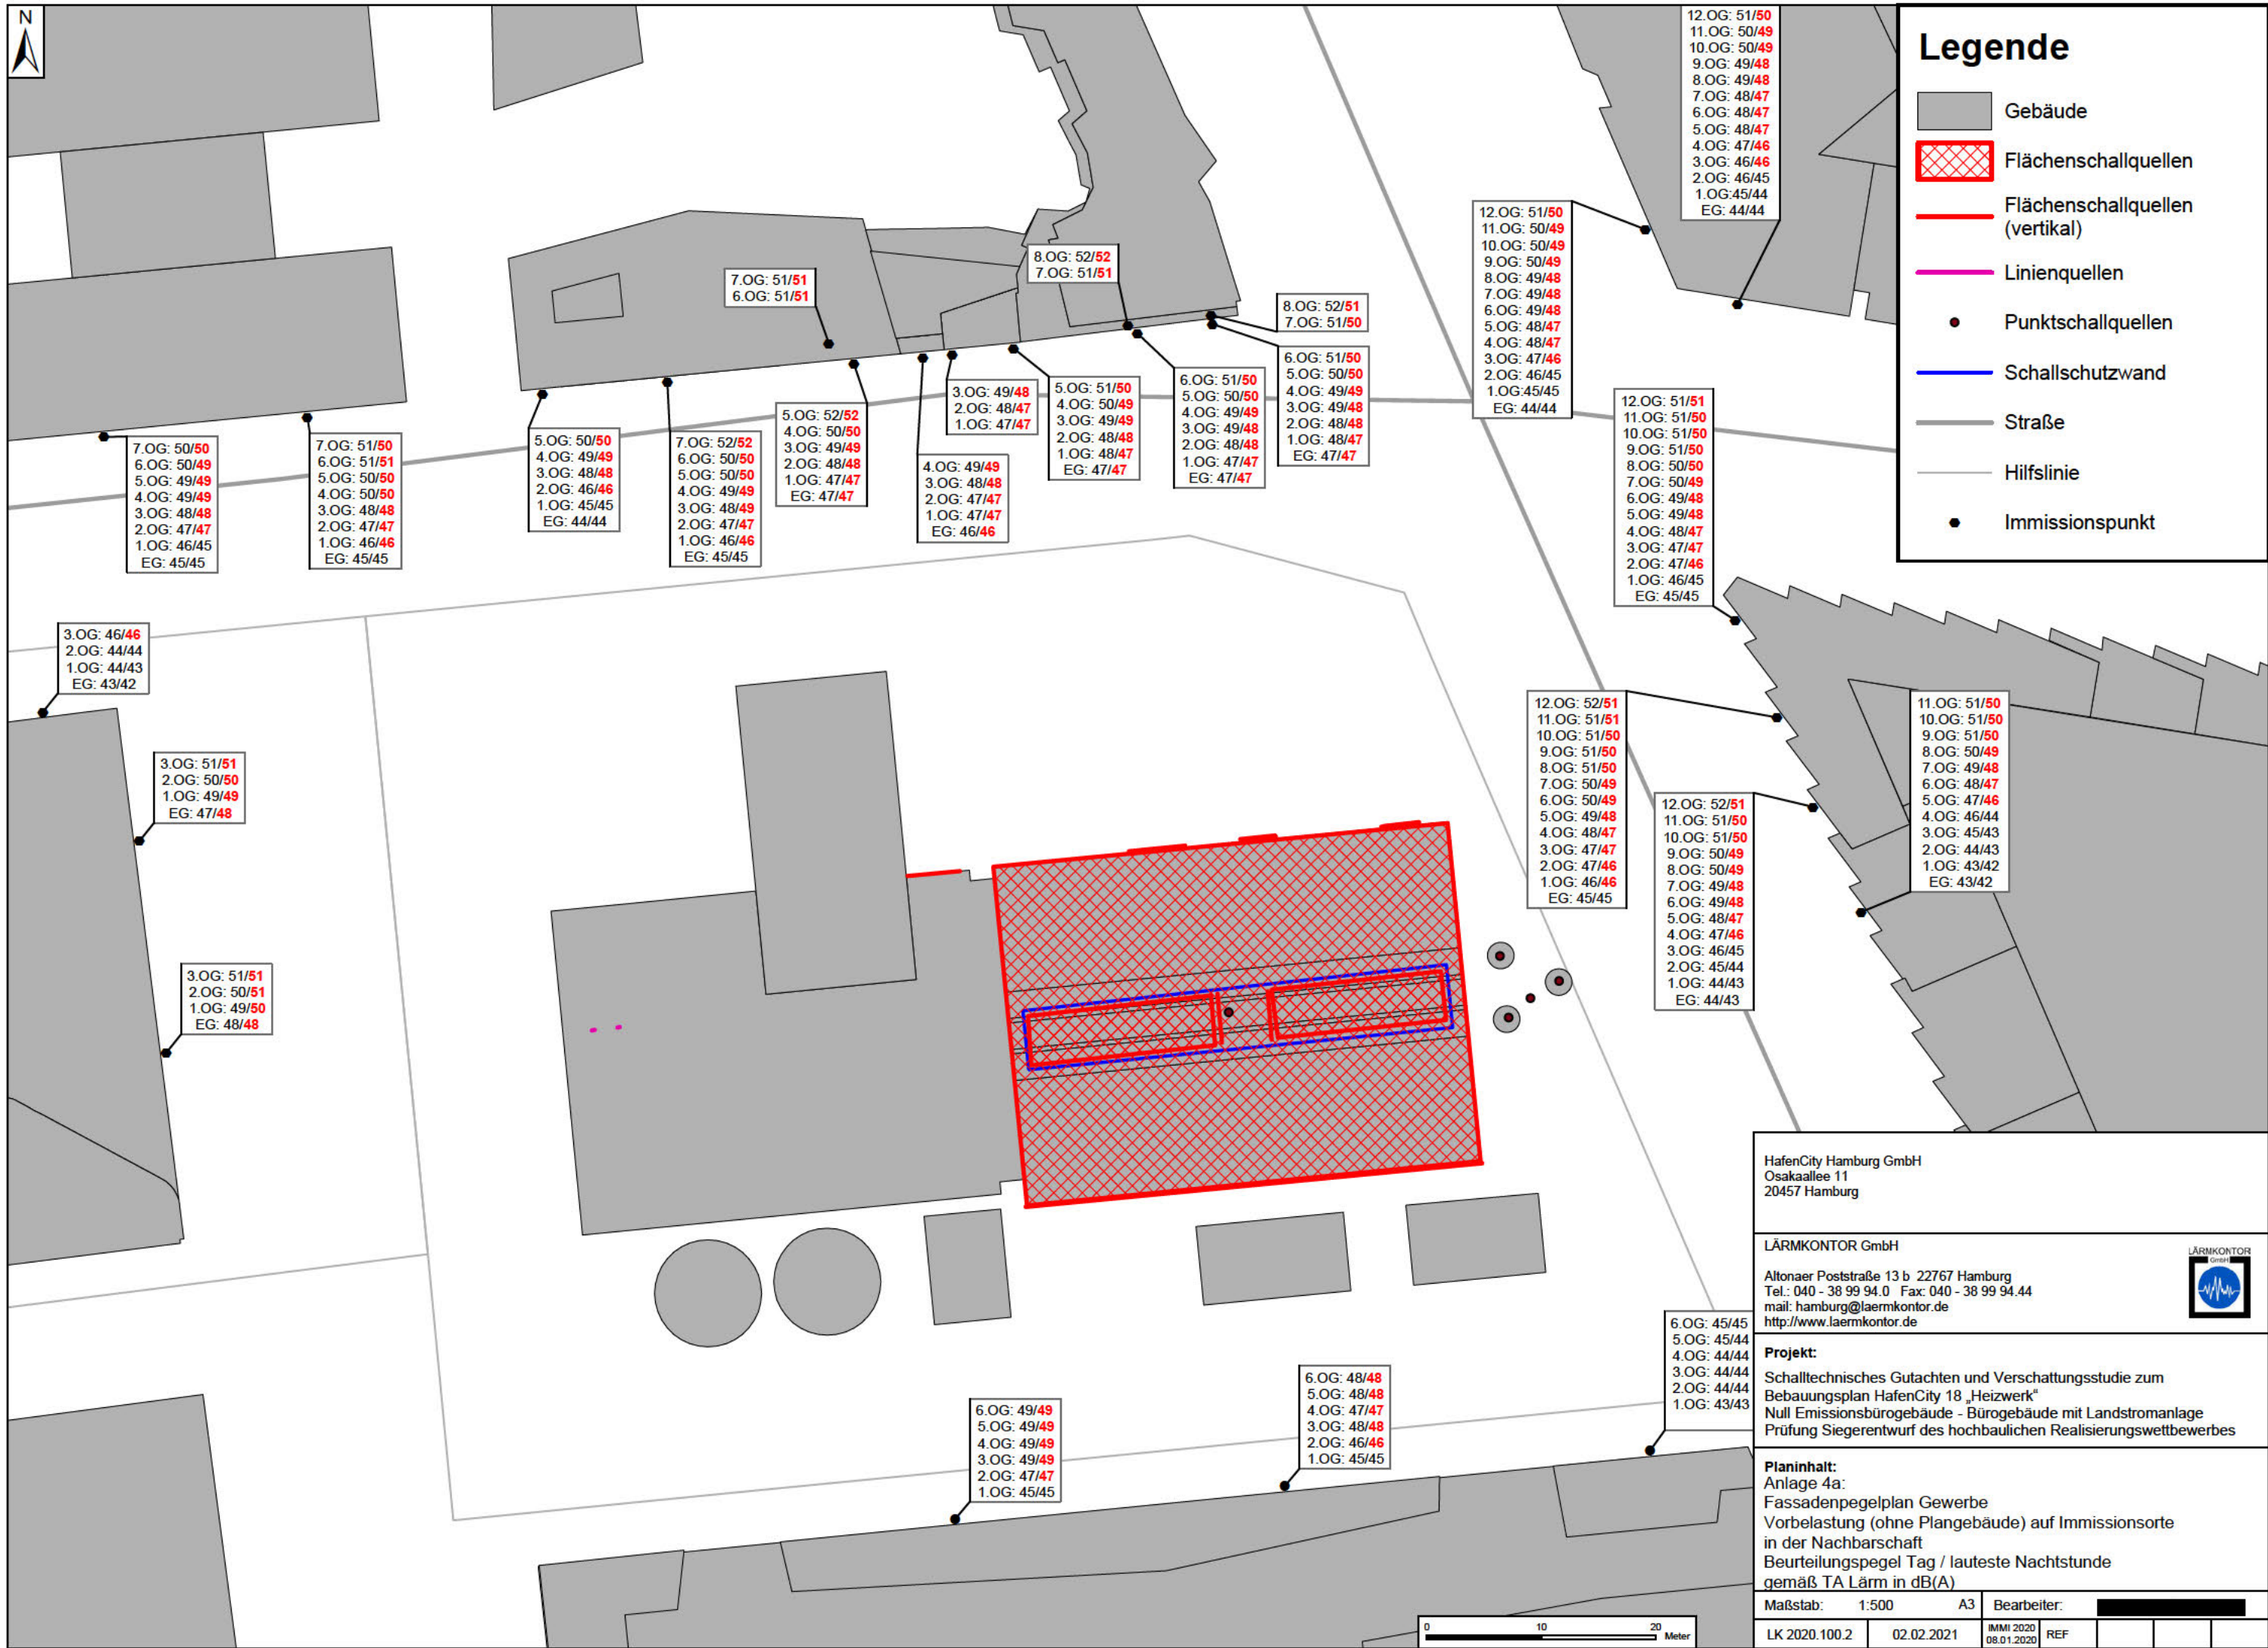 N
12.OG: 51/50
11.OG: 50/49
10.OG: 50/49
9.OG: 49/48
8.OG: 49/48
7.OG: 48/47
6.OG: 48/47
5.OG: 48/47
4.OG: 47/46
3.OG: 46/46
2.OG: 46/45
1.OG:45/44
EG: 44/44
12.OG: 51/50
11.OG: 50/49
10.OG: 50/49
9.OG: 50/49
8.OG: 49/48
7.OG: 49/48
6.OG: 49/48
5.OG: 48/47
4.OG: 48/47
3.OG: 47/46
2.OG: 46/45
1.OG:45/45
EG: 44/44
8.OG: 52/52
7.OG: 51/51
7.OG: 51/51
6.OG: 51/51
8.OG: 52/51
7.OG: 51/50
6.OG: 51/50
5.OG: 50/50
4.OG: 49/49
3.OG: 49/48
2.OG: 48/48
1.OG: 48/47
EG: 47/47
7.OG: 50/50
6.OG: 50/49
5.OG: 49/49
4.OG: 49/49
3.OG: 48/48
2.OG: 47/47
1.OG: 46/45
EG: 45/45
7.OG: 51/50
6.OG: 51/51
5.OG: 50/50
4.OG: 50/50
3.OG: 48/48
2.OG: 47/47
1.OG: 46/46
EG: 45/45
5.OG: 50/50
4.OG: 49/49
3.OG: 48/48
2.OG: 46/46
1.OG: 45/45
EG: 44/44
7.OG: 52/52
6.OG: 50/50
5.OG: 50/50
4.OG: 49/49
3.OG: 48/49
2.OG: 47/47
1.OG: 46/46
EG: 45/45
5.OG: 52/52
4.OG: 50/50
3.OG: 49/49
2.OG: 48/48
1.OG: 47/47
EG: 47/47
4.OG: 49/49
3.OG: 48/48
2.OG: 47/47
1.OG: 47/47
EG: 46/46
3.OG: 49/48
2.OG: 48/47
1.OG: 47/47
5.OG: 51/50
4.OG: 50/49
3.OG: 49/49
2.OG: 48/48
1.OG: 48/47
EG: 47/47
6.OG: 51/50
5.OG: 50/50
4.OG: 49/49
3.OG: 49/48
2.OG: 48/48
1.OG: 47/47
EG: 47/47
12.OG: 51/51
11.OG: 51/50
10.OG: 51/50
9.OG: 51/50
8.OG: 50/50
7.OG: 50/49
6.OG: 49/48
5.OG: 49/48
4.OG: 48/47
3.OG: 47/47
2.OG: 47/46
1.OG: 46/45
EG: 45/45
3.OG: 46/46
2.OG: 44/44
1.OG: 44/43
EG: 43/42
3.OG: 51/51
2.OG: 50/50
1.OG: 49/49
EG: 47/48
3.OG: 51/51
2.OG: 50/51
1.OG: 49/50
EG: 48/48
12.OG: 52/51
11.OG: 51/51
10.OG: 51/50
9.OG: 51/50
8.OG: 51/50
7.OG: 50/49
6.OG: 50/49
5.OG: 49/48
4.OG: 48/47
3.OG: 47/47
2.OG: 47/46
1.OG: 46/46
EG: 45/45
12.OG: 52/51
11.OG: 51/50
10.OG: 51/50
9.OG: 50/49
8.OG: 50/49
7.OG: 49/48
6.OG: 49/48
5.OG: 48/47
4.OG: 47/46
3.OG: 46/45
2.OG: 45/44
1.OG: 44/43
EG: 44/43
11.OG: 51/50
10.OG: 51/50
9.OG: 51/50
8.OG: 50/49
7.OG: 49/48
6.OG: 48/47
5.OG: 47/46
4.OG: 46/44
3.OG: 45/43
2.OG: 44/43
1.OG: 43/42
EG: 43/42
6.OG: 49/49
5.OG: 49/49
4.OG: 49/49
3.OG: 49/49
2.OG: 47/47
1.OG: 45/45
6.OG: 48/48
5.OG: 48/48
4.OG: 47/47
3.OG: 48/48
2.OG: 46/46
1.OG: 45/45
6.OG: 45/45
5.OG: 45/44
4.OG: 44/44
3.OG: 44/44
2.OG: 44/44
1.OG: 43/43
0 10 20
Meter
Legende
Gebäude
Flächenschallquellen
Flächenschallquellen
(vertikal)
Linienquellen
Punktschallquellen
Schallschutzwand
Straße
Hilfslinie
Immissionspunkt
HafenCity Hamburg GmbH
Osakaallee 11
20457 Hamburg
LÄRMKONTOR GmbH
Altonaer Poststraße 13 b 22767 Hamburg
Tel.: 040 - 38 99 94.0 Fax: 040 - 38 99 94.44
mail: hamburg@laermkontor.de
http://www.laermkontor.de
LÄRMKONTOR
GmbH
Projekt:
Schalltechnisches Gutachten und Verschattungsstudie zum
Bebauungsplan HafenCity 18 „Heizwerk“
Null Emissionsbürogebäude - Bürogebäude mit Landstromanlage
Prüfung Siegerentwurf des hochbaulichen Realisierungswettbewerbes
Planinhalt:
Anlage 4a:
Fassadenpegelplan Gewerbe
Vorbelastung (ohne Plangebäude) auf Immissionsorte
in der Nachbarschaft
Beurteilungspegel Tag / lauteste Nachtstunde
gemäß TA Lärm in dB(A)
Maßstab: 1:500 A3 Bearbeiter:
LK 2020.100.2 02.02.2021 IMMI 2020 REF
08.01.2020